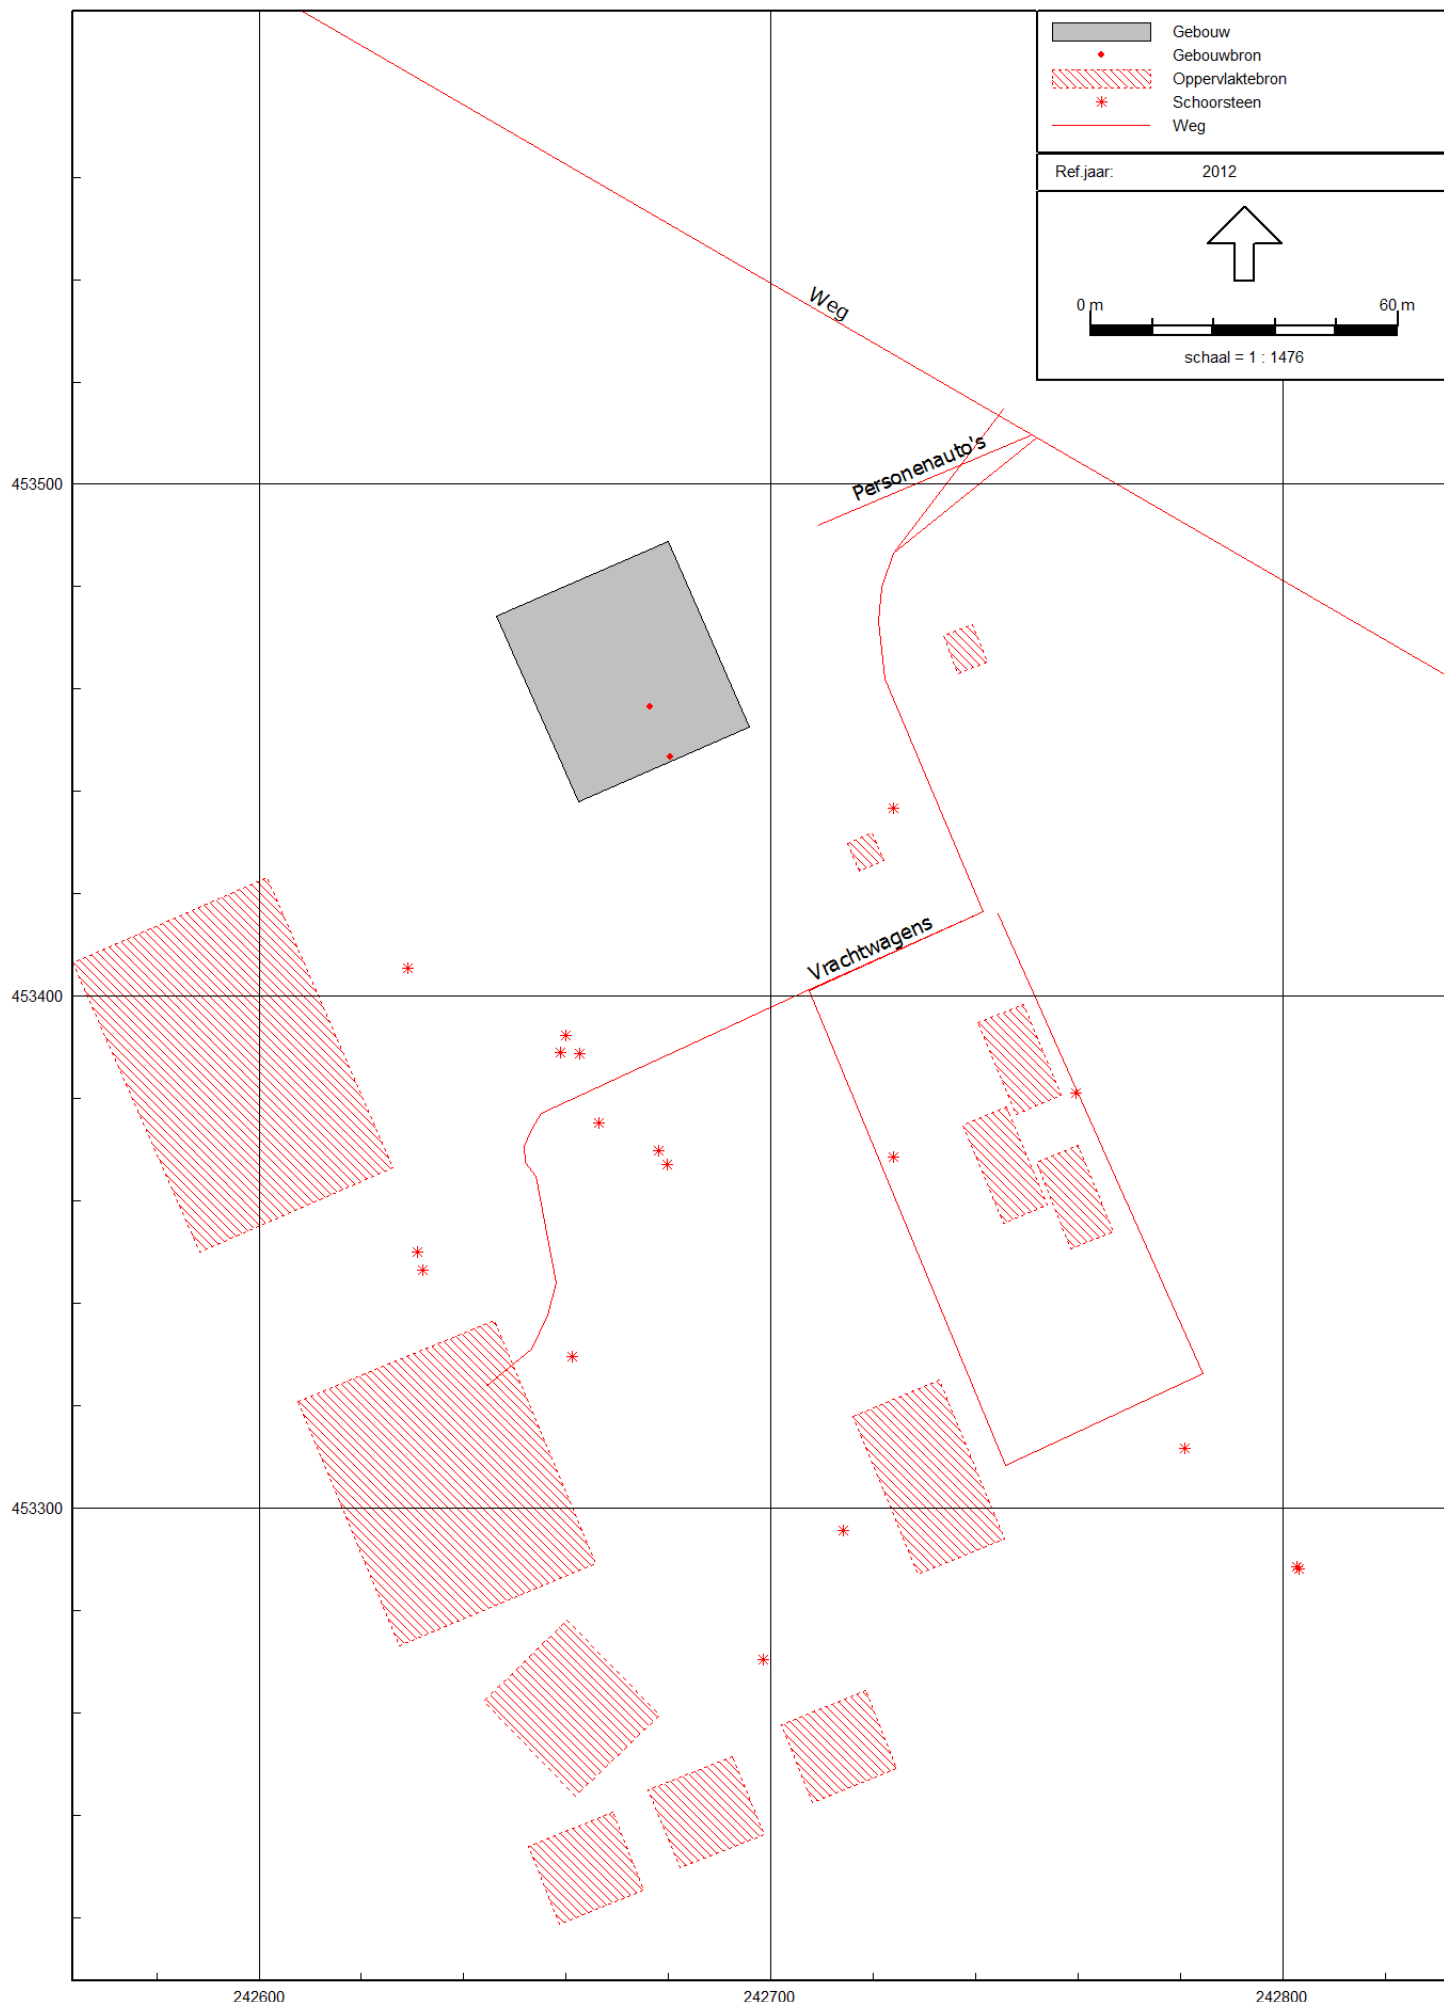 Gebouw
Gebouwbron
Oppervlaktebron
Schoorsteen
Weg
Ref.jaar: 2012
0 m 60 m
schaal = 1 : 1476
Weg
Personenauto's
453500
Vrachtwagens
453400
453300
242600 242700 242800